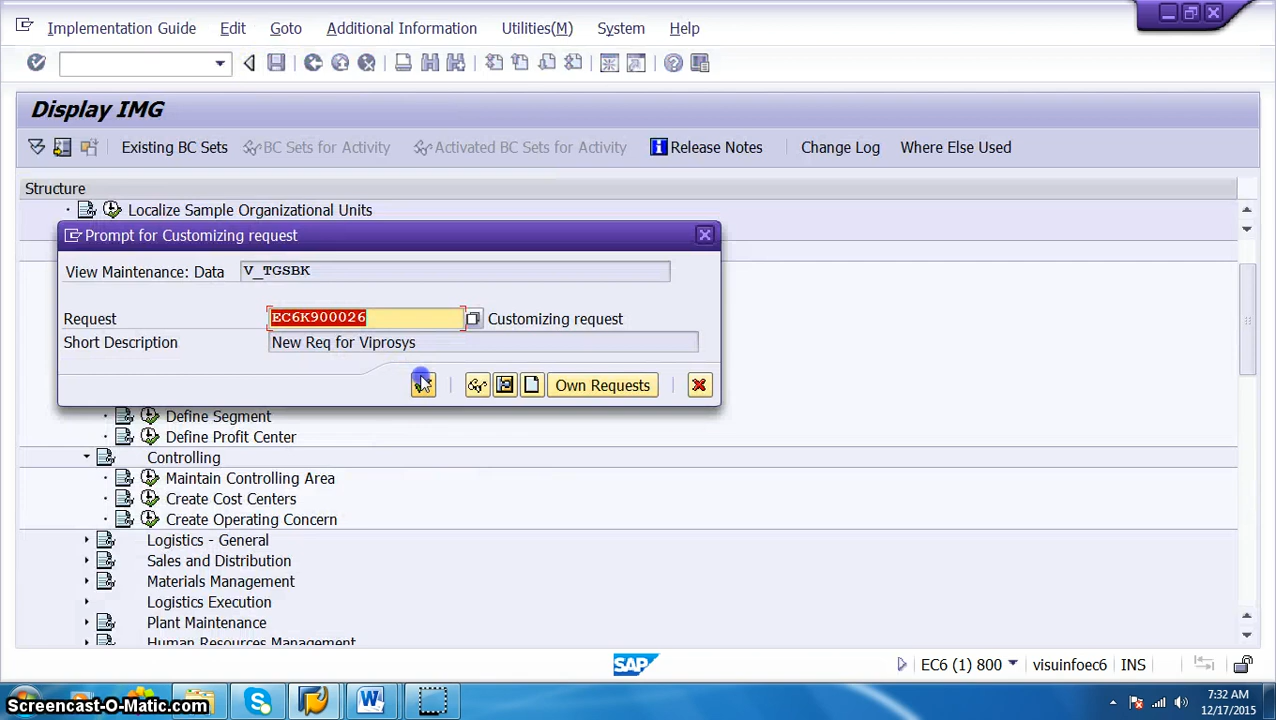 Implementation Guide Edit Goto Additional Information Utilities(M) System Help
Display IMG
Existing BC Sets BC Sets for Activity Activated BC Sets for Activity Release Notes Change Log Where Else Used
Structure
Localize Sample Organizational Units
Prompt for Customizing request
View Maintenance: Data V_TGSBK
Request EC6K900026 Customizing request
Short Description New Req for Viprosys
Own Requests
Define Segment
Define Profit Center
Controlling
Maintain Controlling Area
Create Cost Centers
Create Operating Concern
Logistics - General
Sales and Distribution
Materials Management
Logistics Execution
Plant Maintenance
Human Resources Management
SAP EC6 (1) 800 visuinfoec6 INS
7:32 AM
Screencast-O-Matic.com
12/17/2015